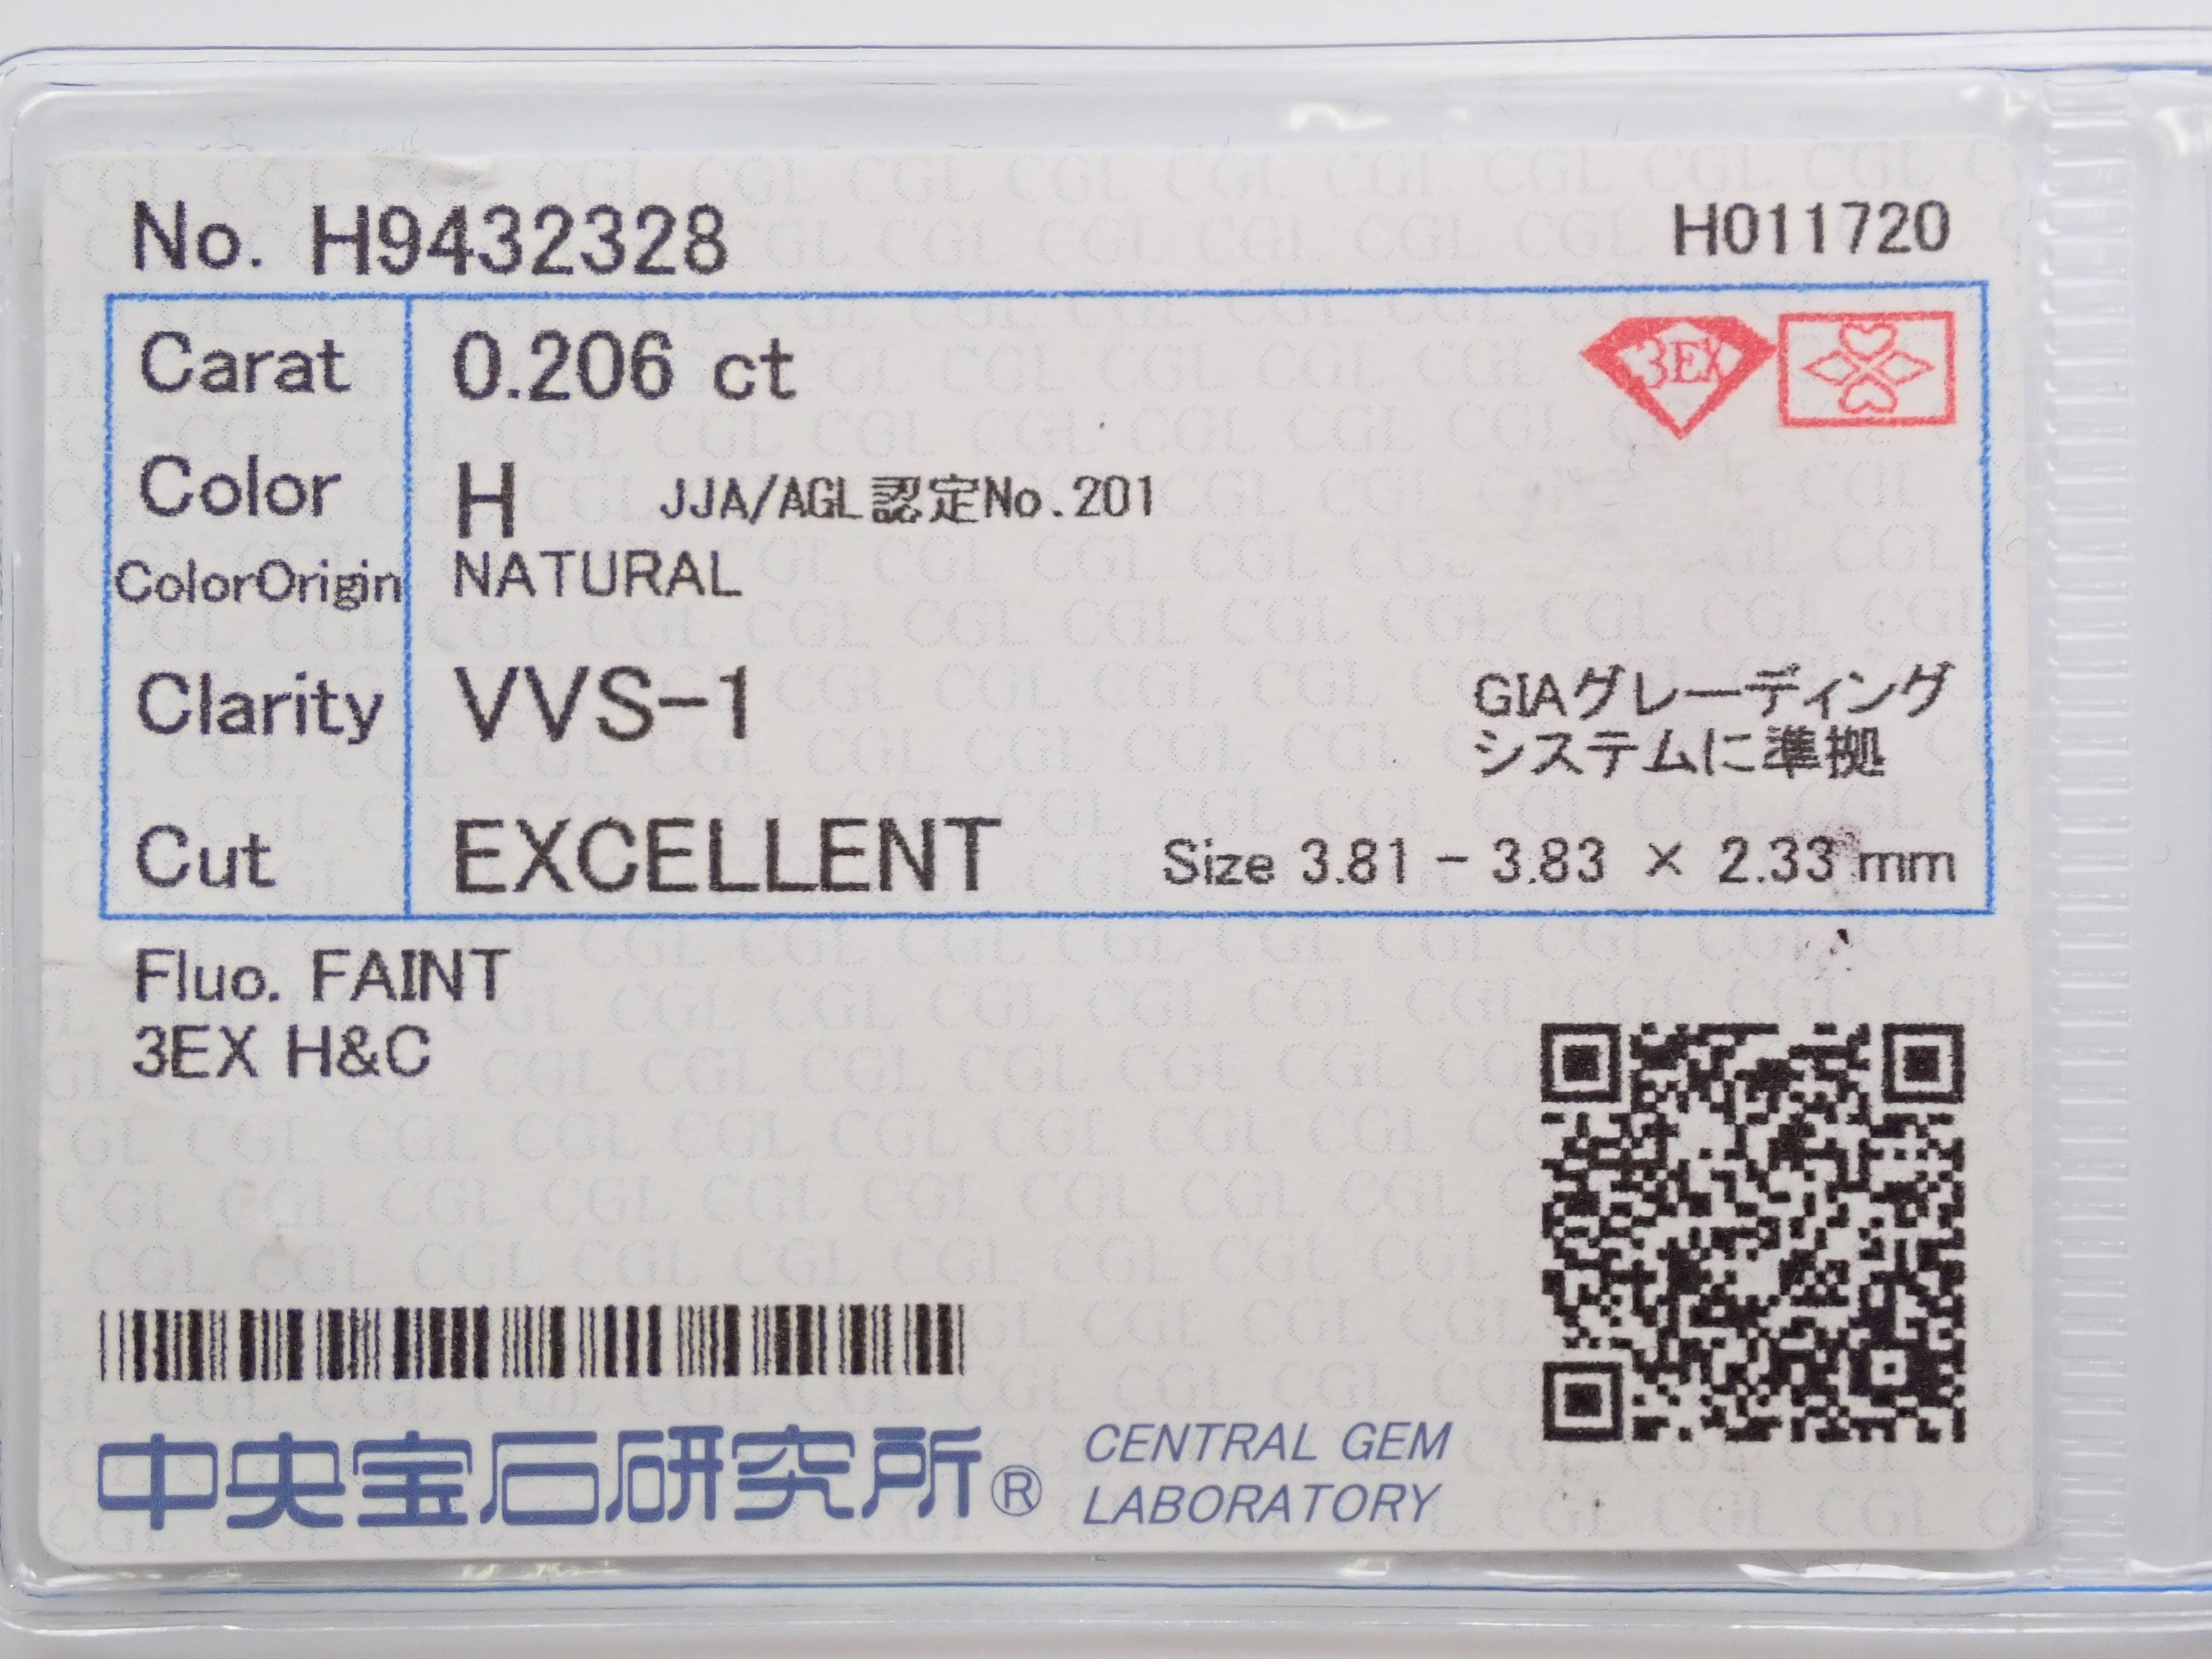 No. H9432328
H011720
Carat 0.206 ct
3EX
Color H JJA/AGL認定No.201
ColorOrigin NATURAL
Clarity VVS-1
GIAグレーディング
システムに準拠
Cut EXCELLENT Size 3.81 - 3.83 × 2.33 mm
Fluo. FAINT
3EX H&C
中央宝石研究所®
CENTRAL GEM
LABORATORY